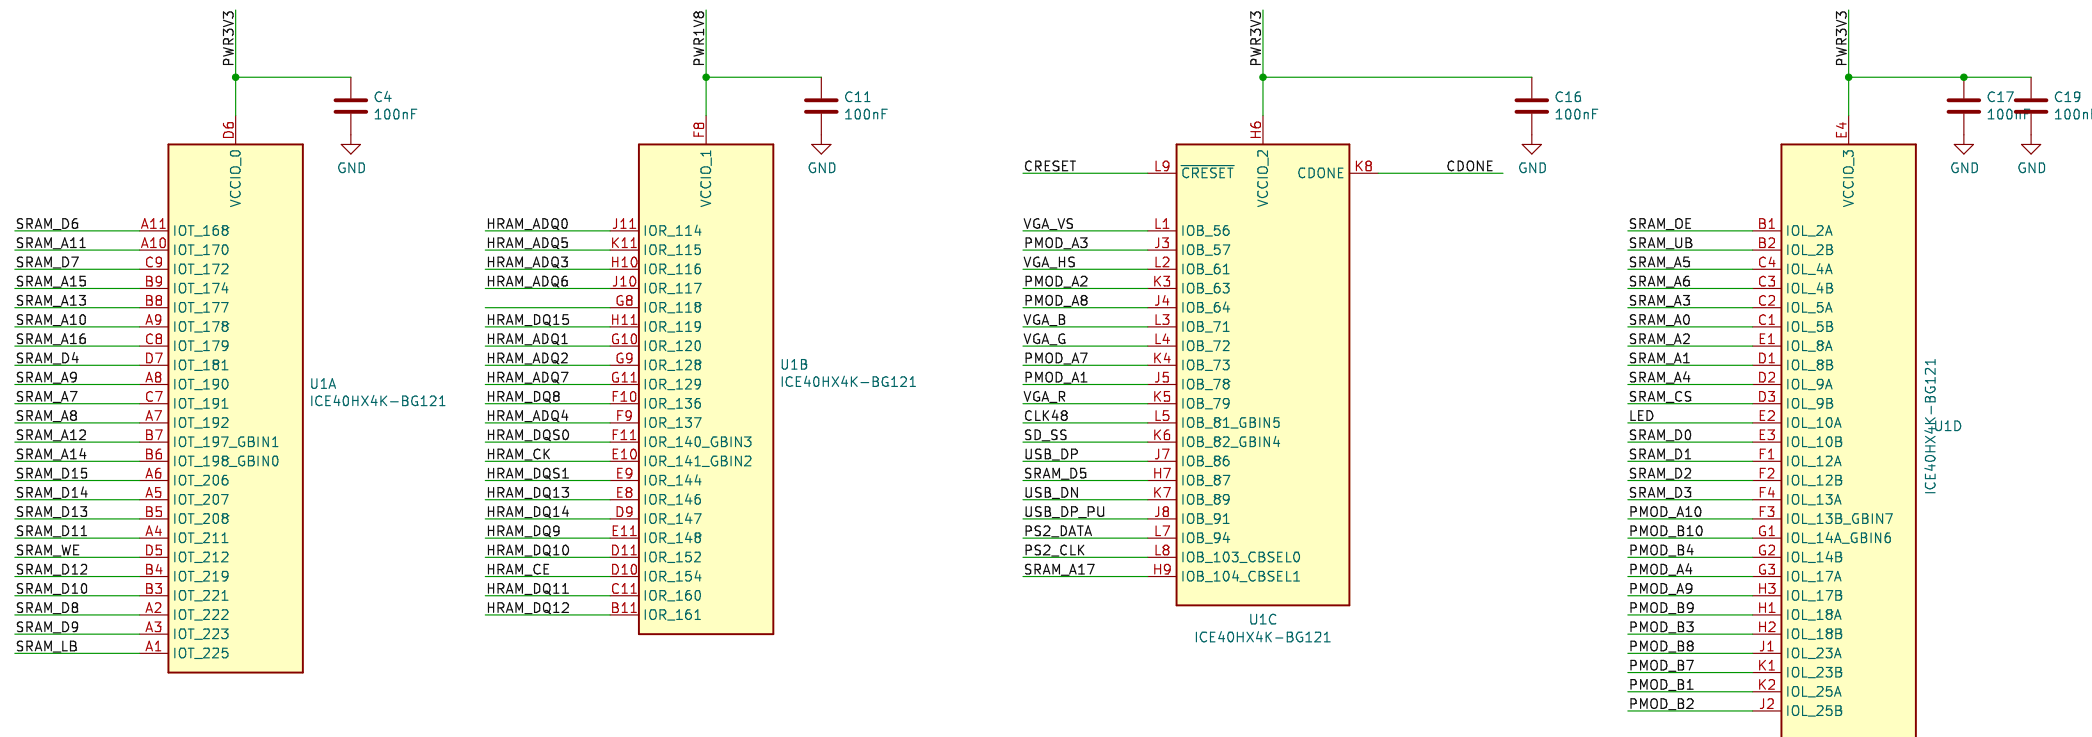 PWR3V3
C4
100nF
GND
D6
VCCIO_0
SRAM_D6 A11 IOT_168
SRAM_A11 A10 IOT_170
SRAM_D7 C9 IOT_172
SRAM_A15 B9 IOT_174
SRAM_A13 B8 IOT_177
SRAM_A10 A9 IOT_178
SRAM_A16 C8 IOT_179
SRAM_D4 D7 IOT_181
SRAM_A9 A8 IOT_190
SRAM_A7 C7 IOT_191
SRAM_A8 A7 IOT_192
SRAM_A12 B7 IOT_197_GBIN1
SRAM_A14 B6 IOT_198_GBIN0
SRAM_D15 A6 IOT_206
SRAM_D14 A5 IOT_207
SRAM_D13 B5 IOT_208
SRAM_D11 A4 IOT_211
SRAM_WE D5 IOT_212
SRAM_D12 B4 IOT_219
SRAM_D10 B3 IOT_221
SRAM_D8 A2 IOT_222
SRAM_D9 A3 IOT_223
SRAM_LB A1 IOT_225
U1A
ICE40HX4K-BG121
PWR1V8
C11
100nF
GND
F8
VCCIO_1
HRAM_ADQ0 J11 IOR_114
HRAM_ADQ5 K11 IOR_115
HRAM_ADQ3 H10 IOR_116
HRAM_ADQ6 J10 IOR_117
G8 IOR_118
HRAM_DQ15 H11 IOR_119
HRAM_ADQ1 G10 IOR_120
HRAM_ADQ2 G9 IOR_128
HRAM_ADQ7 G11 IOR_129
HRAM_DQ8 F10 IOR_136
HRAM_ADQ4 F9 IOR_137
HRAM_DQS0 F11 IOR_140_GBIN3
HRAM_CK E10 IOR_141_GBIN2
HRAM_DQS1 E9 IOR_144
HRAM_DQ13 E8 IOR_146
HRAM_DQ14 D9 IOR_147
HRAM_DQ9 E11 IOR_148
HRAM_DQ10 D11 IOR_152
HRAM_CE D10 IOR_154
HRAM_DQ11 C11 IOR_160
HRAM_DQ12 B11 IOR_161
U1B
ICE40HX4K-BG121
PWR3V3
C16
100nF
GND
H6
VCCIO_2
CRESET L9 CRESET
CDONE K8 CDONE
VGA_VS L1 IOB_56
PMOD_A3 J3 IOB_57
VGA_HS L2 IOB_61
PMOD_A2 K3 IOB_63
PMOD_A8 J4 IOB_64
VGA_B L3 IOB_71
VGA_G L4 IOB_72
PMOD_A7 K4 IOB_73
PMOD_A1 J5 IOB_78
VGA_R K5 IOB_79
CLK48 L5 IOB_81_GBIN5
SD_SS K6 IOB_82_GBIN4
USB_DP J7 IOB_86
SRAM_D5 H7 IOB_87
USB_DN K7 IOB_89
USB_DP_PU J8 IOB_91
PS2_DATA L7 IOB_94
PS2_CLK L8 IOB_103_CBSEL0
SRAM_A17 H9 IOB_104_CBSEL1
U1C
ICE40HX4K-BG121
PWR3V3
C17
100nF
GND
C19
100n
GND
E4
VCCIO_3
SRAM_OE B1 IOL_2A
SRAM_UB B2 IOL_2B
SRAM_A5 C4 IOL_4A
SRAM_A6 C3 IOL_4B
SRAM_A3 C2 IOL_5A
SRAM_A0 C1 IOL_5B
SRAM_A2 E1 IOL_8A
SRAM_A1 D1 IOL_8B
SRAM_A4 D2 IOL_9A
SRAM_CS D3 IOL_9B
LED E2 IOL_10A
SRAM_D0 E3 IOL_10B
SRAM_D1 F1 IOL_12A
SRAM_D2 F2 IOL_12B
SRAM_D3 F4 IOL_13A
PMOD_A10 F3 IOL_13B_GBIN7
PMOD_B10 G1 IOL_14A_GBIN6
PMOD_B4 G2 IOL_14B
PMOD_A4 G3 IOL_17A
PMOD_A9 H3 IOL_17B
PMOD_B9 H1 IOL_18A
PMOD_B3 H2 IOL_18B
PMOD_B8 J1 IOL_23A
PMOD_B7 K1 IOL_23B
PMOD_B1 K2 IOL_25A
PMOD_B2 J2 IOL_25B
U1D
ICE40HX4K-BG121